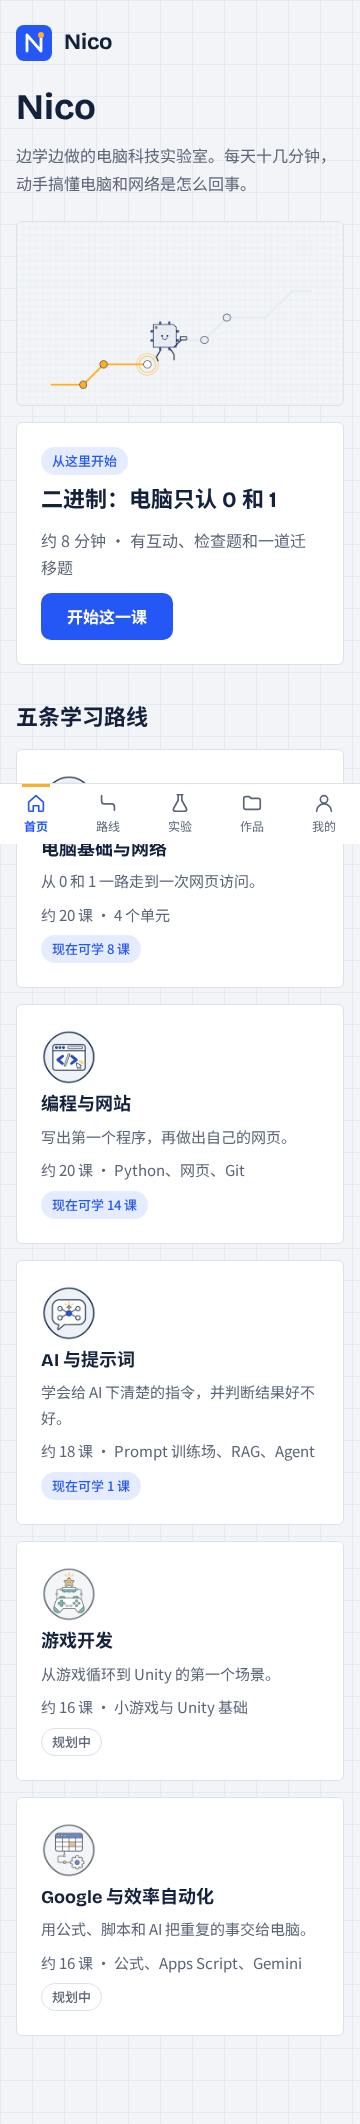 Nico
Nico
边学边做的电脑科技实验室。每天十几分钟，
动手搞懂电脑和网络是怎么回事。
从这里开始
二进制：电脑只认 0 和 1
约 8 分钟 · 有互动、检查题和一道迁
移题
开始这一课
五条学习路线
首页
路线
实验
作品
我的
电脑基础与网络
从 0 和 1 一路走到一次网页访问。
约 20 课 · 4 个单元
现在可学 8 课
编程与网站
写出第一个程序，再做出自己的网页。
约 20 课 · Python、网页、Git
现在可学 14 课
AI 与提示词
学会给 AI 下清楚的指令，并判断结果好不
好。
约 18 课 · Prompt 训练场、RAG、Agent
现在可学 1 课
游戏开发
从游戏循环到 Unity 的第一个场景。
约 16 课 · 小游戏与 Unity 基础
规划中
Google 与效率自动化
用公式、脚本和 AI 把重复的事交给电脑。
约 16 课 · 公式、Apps Script、Gemini
规划中